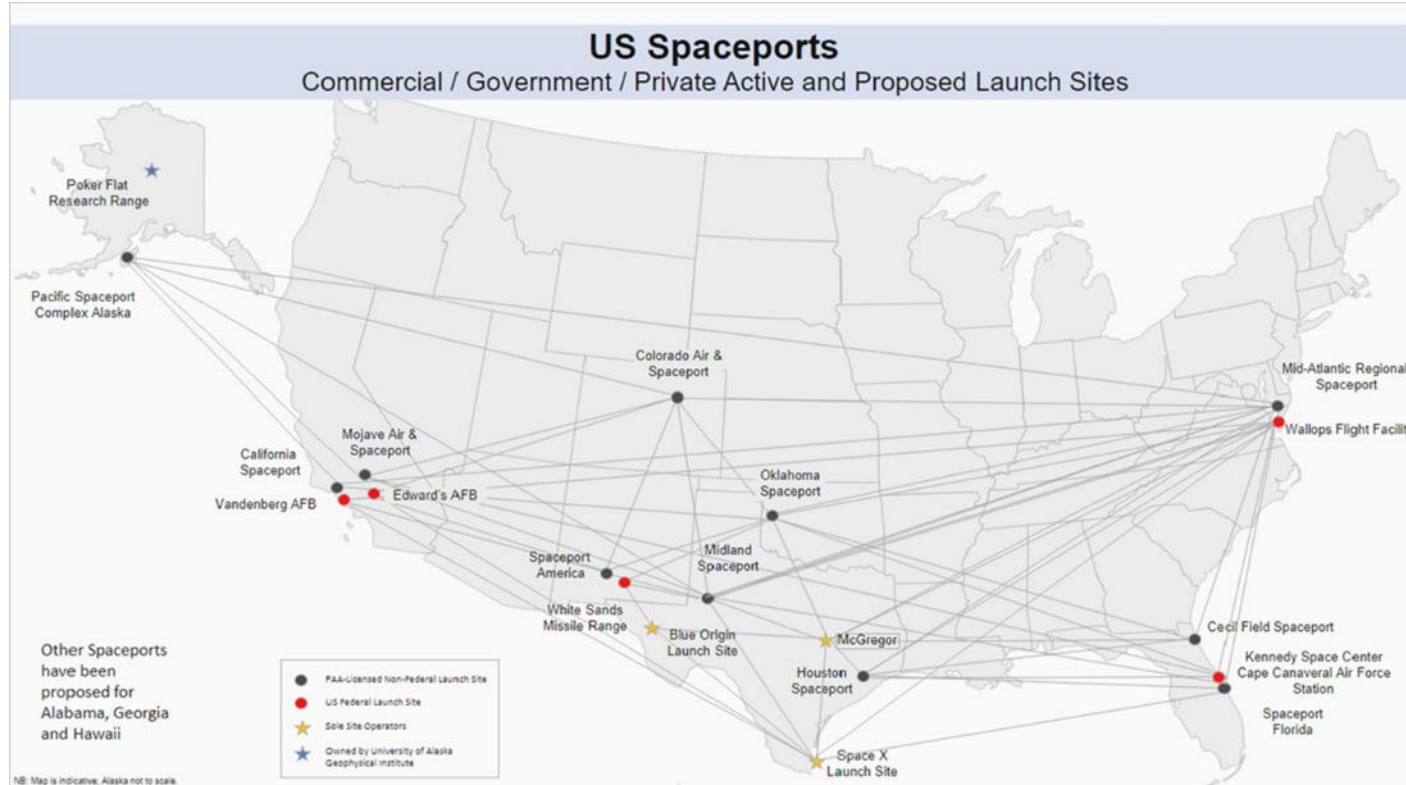 US Spaceports
Commercial / Government / Private Active and Proposed Launch Sites
Poker Flat
Research Range
Pacific Spaceport
Complex Alaska
Colorado Air &
Spaceport
Mid-Atlantic Regional
Spaceport
Wallops Flight Facilit
Mojave Air &
Spaceport
California
Spaceport
Vandenberg AFB
Edward's AFB
Oklahoma
Spaceport
Spaceport
America
Midland
Spaceport
White Sands
Missile Range
Blue Origin
Launch Site
McGregor
Houston
Spaceport
Cecil Field Spaceport
Kennedy Space Center
Cape Canaveral Air Force
Station
Spaceport
Florida
Space X
Launch Site
Other Spaceports
have been
proposed for
Alabama, Georgia
and Hawaii
FAA-Licensed Non-Federal Launch Site
US Federal Launch Site
Sole Site Operators
Owned by University of Alaska
Geophysical Institute
NB: Map is indicative; Alaska not to scale.